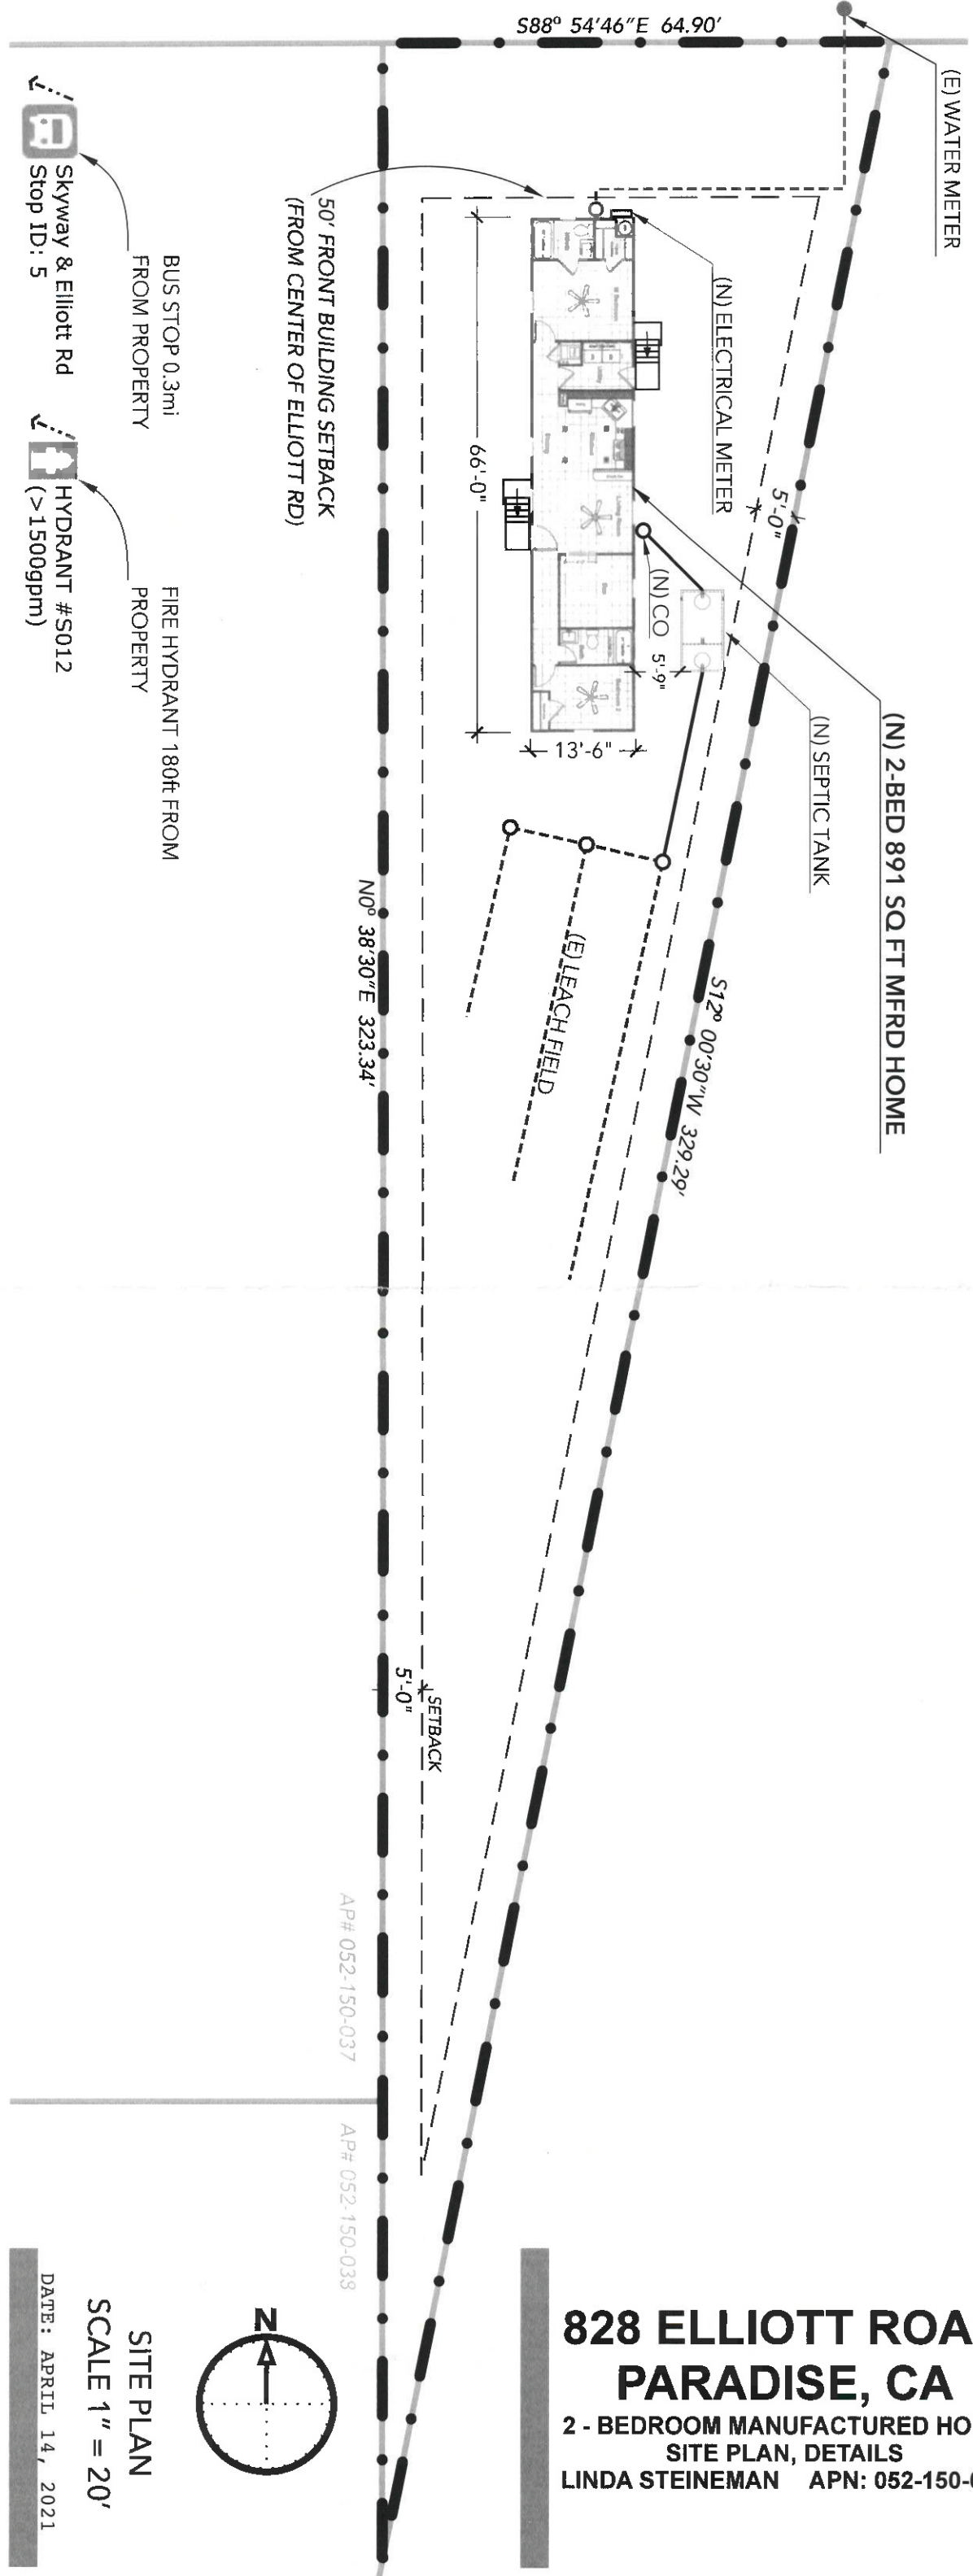 S88º 54'46"E 64.90'
(E) WATER METER
Skyway & Elliott Rd
Stop ID: 5
BUS STOP 0.3mi
FROM PROPERTY
HYDRANT #S012
(>1500gpm)
FIRE HYDRANT 180ft FROM
PROPERTY
50' FRONT BUILDING SETBACK
(FROM CENTER OF ELLIOTT RD)
66'-0"
13'-6"
(N) ELECTRICAL METER
5'-0"
(N) CO
5'-9"
(N) SEPTIC TANK
(N) 2-BED 891 SQ FT MFRD HOME
(E) LEACH FIELD
S12º 00'30"W 329.29'
N0º 38'30"E 323.34'
SETBACK
5'-0"
AP# 052-150-037
AP# 052-150-038
N
SITE PLAN
SCALE 1" = 20'
DATE: APRIL 14, 2021
828 ELLIOTT ROA
PARADISE, CA
2 - BEDROOM MANUFACTURED HO
SITE PLAN, DETAILS
LINDA STEINEMAN APN: 052-150-